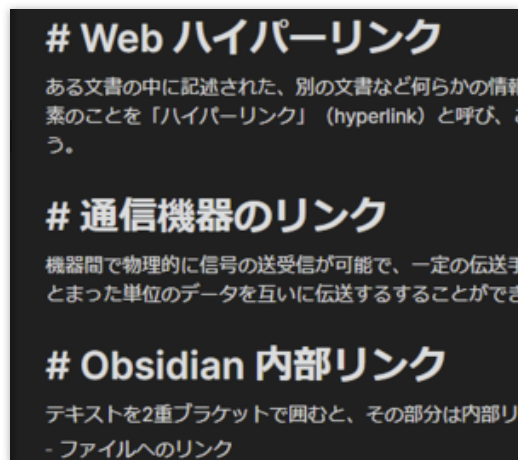 # Web ハイパーリンク
ある文書の中に記述された、別の文書など何らかの情報
素のことを「ハイパーリンク」（hyperlink）と呼び、
う。
# 通信機器のリンク
機器間で物理的に信号の送受信が可能で、一定の伝送手
とまった単位のデータを互いに伝送するすることができ
# Obsidian 内部リンク
テキストを2重ブラケットで囲むと、その部分は内部リ
- ファイルへのリンク